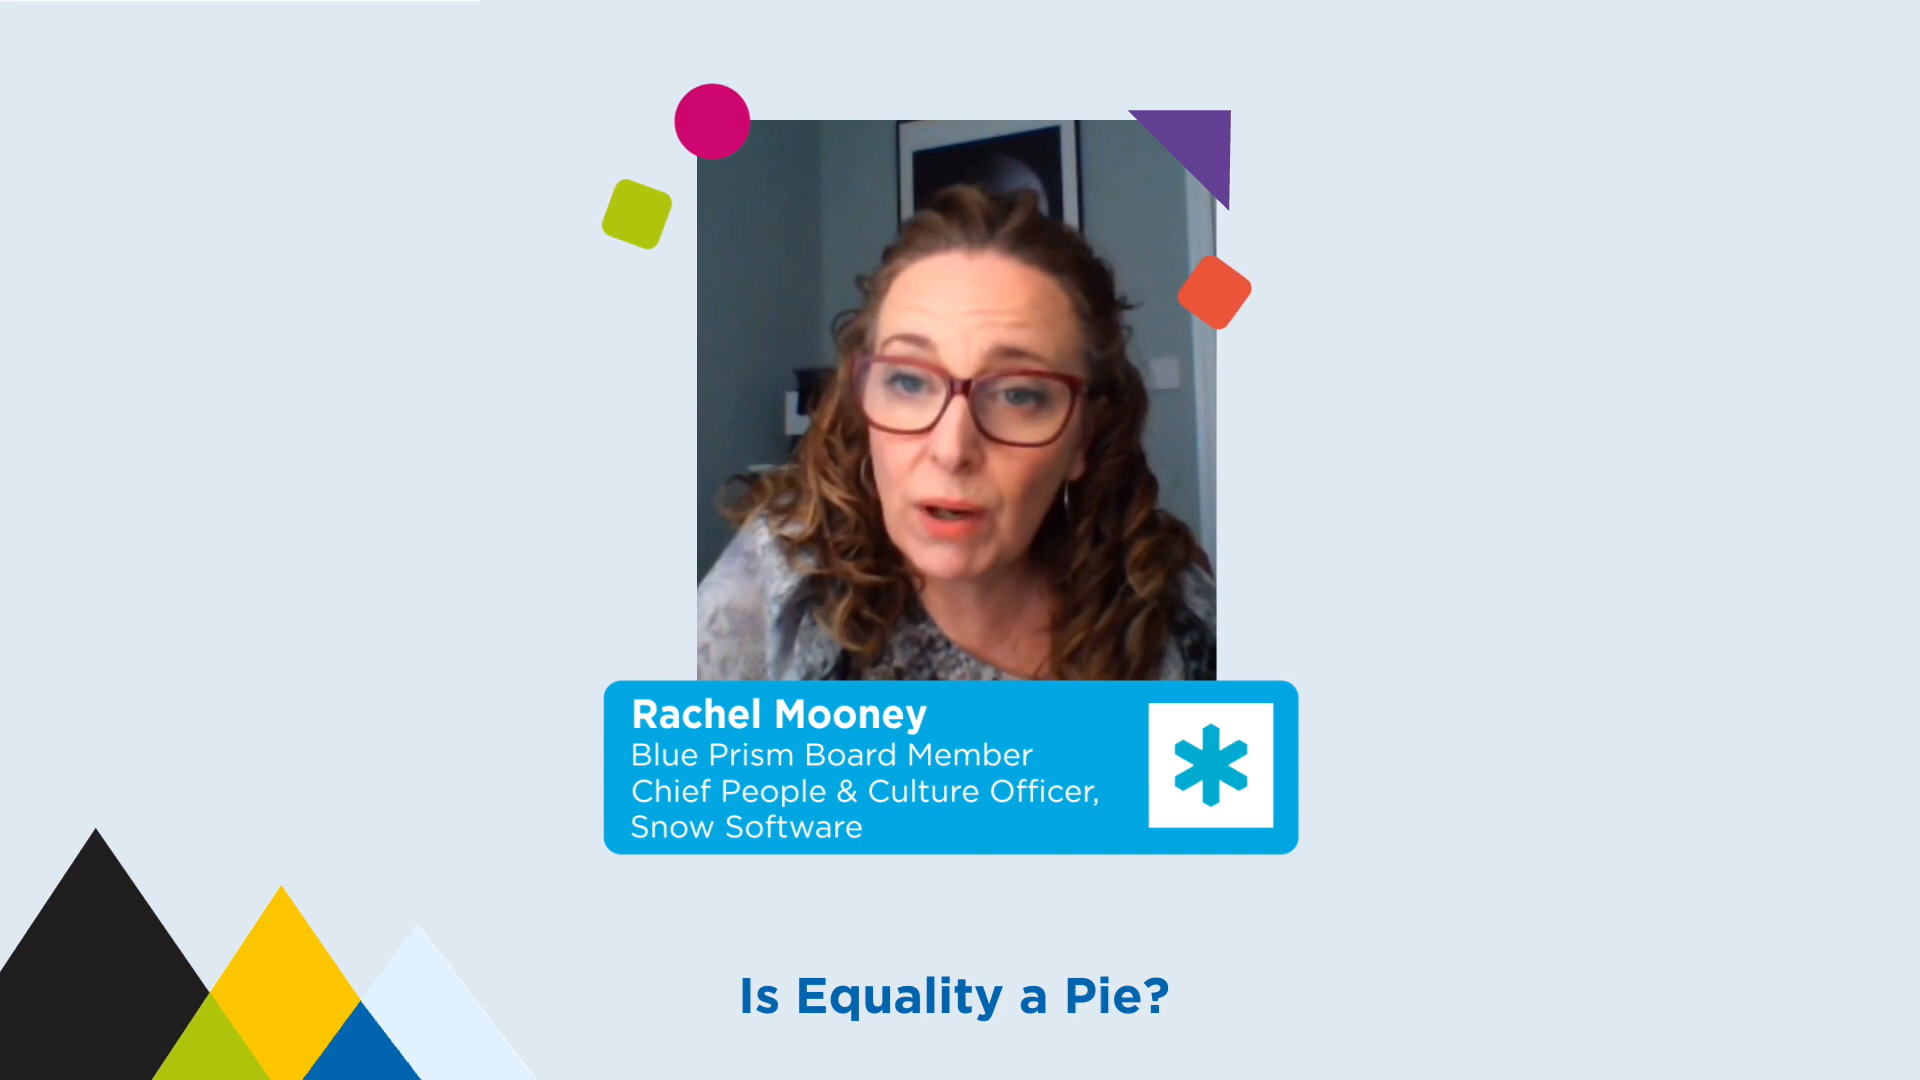 Rachel Mooney
Blue Prism Board Member
Chief People & Culture Officer,
Snow Software
Is Equality a Pie?